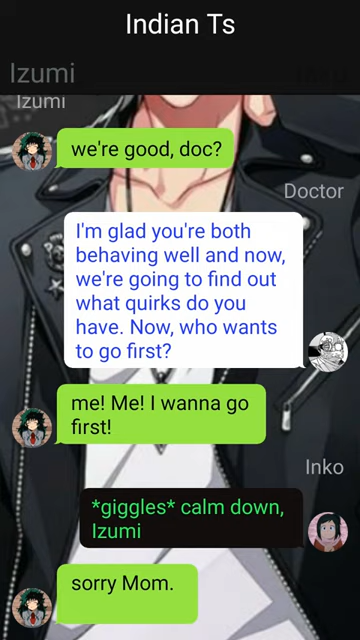 Indian Ts
Izumi
Izumi
we're good, doc?
Doctor
I'm glad you're both
behaving well and now,
we're going to find out
what quirks do you
have. Now, who wants
to go first?
me! Me! I wanna go
first!
Inko
*giggles* calm down,
Izumi
sorry Mom.